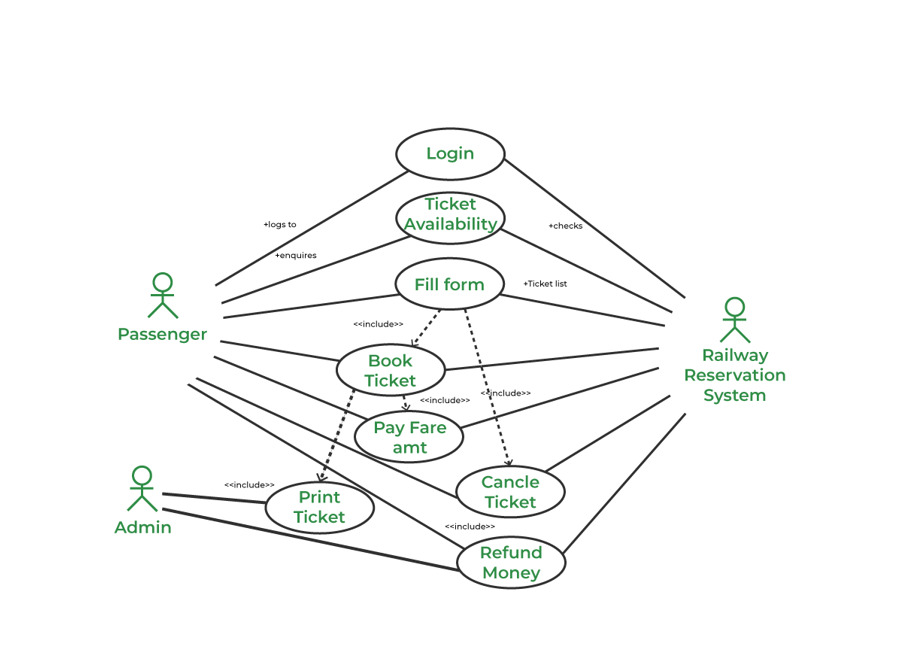 Login
Ticket
Availability
+logs to
+checks
+enquires
Fill form
+Ticket list
<<include>>
Passenger
Railway
Reservation
System
Book
Ticket
<<include>>
<<include>>
Pay Fare
amt
Cancle
Ticket
<<include>>
Print
Ticket
Admin
<<include>>
Refund
Money